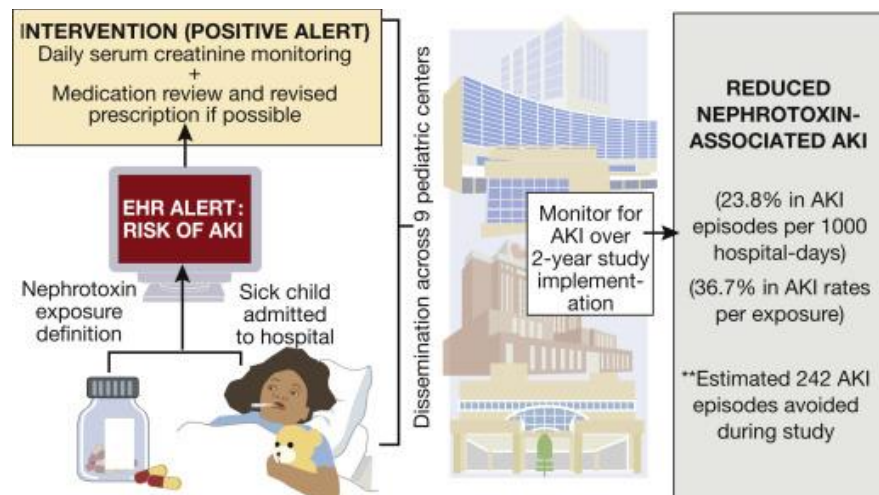 INTERVENTION (POSITIVE ALERT)
Daily serum creatinine monitoring
+
Medication review and revised
prescription if possible
EHR ALERT:
RISK OF AKI
Nephrotoxin
exposure
definition
Sick child
admitted
to hospital
Dissemination across 9 pediatric centers
Monitor for
AKI over
2-year study
implement-
ation
REDUCED
NEPHROTOXIN-
ASSOCIATED AKI
(23.8% in AKI
episodes per 1000
hospital-days)
(36.7% in AKI rates
per exposure)
**Estimated 242 AKI
episodes avoided
during study